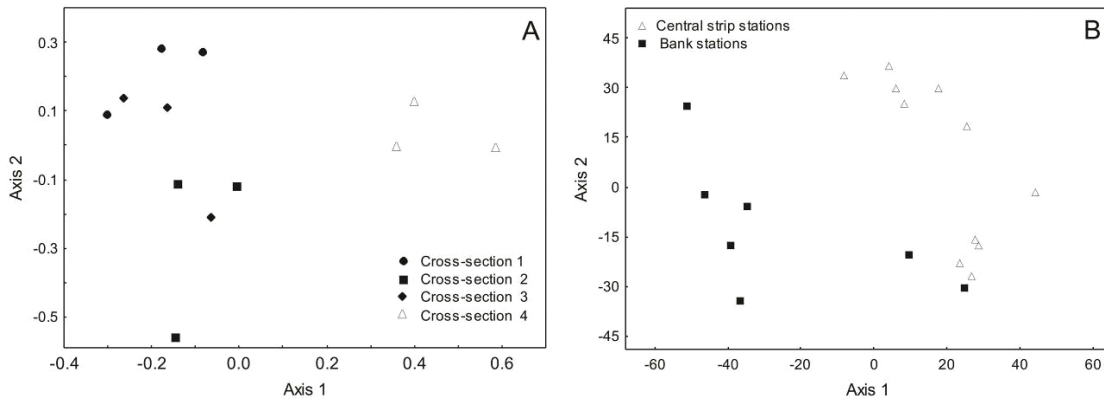 A
0.3
0.1
-0.1
-0.3
-0.5
Axis 2
Cross-section 1
Cross-section 2
Cross-section 3
Cross-section 4
-0.4
-0.2
0.0
0.2
0.4
0.6
Axis 1
B
Central strip stations
Bank stations
45
30
15
0
-15
-30
-45
Axis 2
-60
-40
-20
0
20
40
60
Axis 1